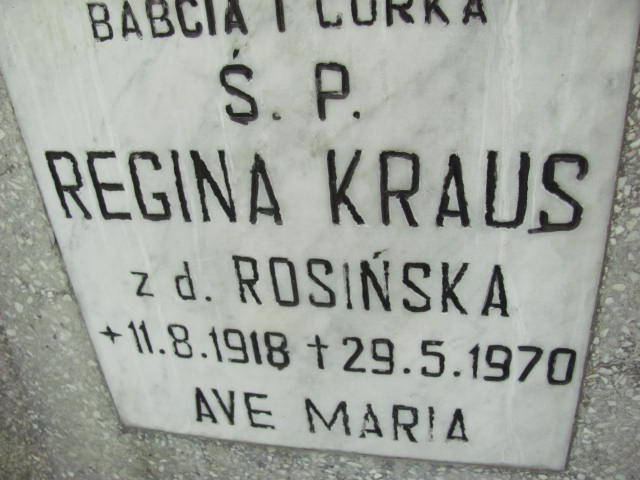 BABCIA I CÓRKA
Ś. P.
REGINA KRAUS
z d. ROSIŃSKA
+11.8.1918 †29.5.1970
AVE MARIA